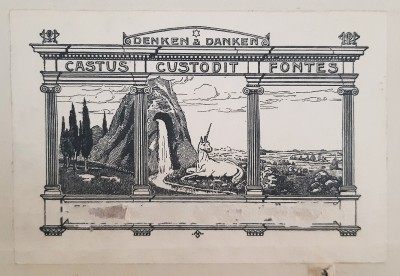 DENKEN & DANKEN
CASTUS CUSTODIT FONTES